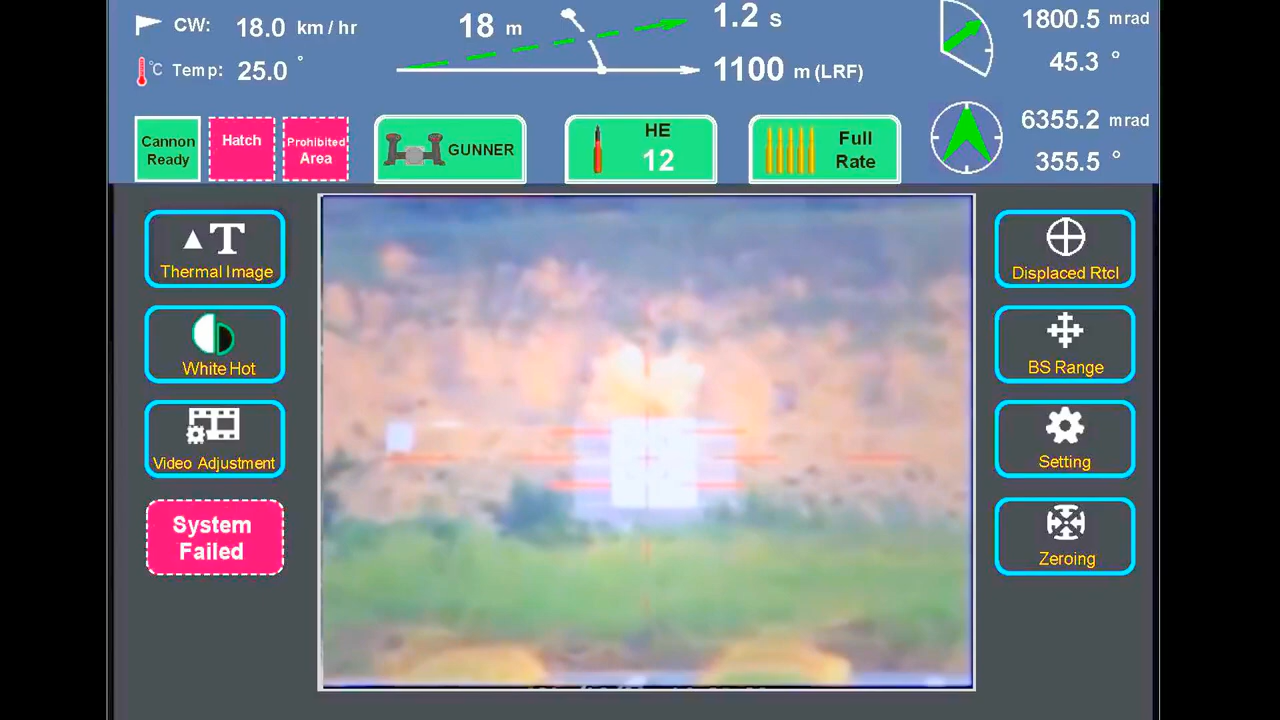 CW: 18.0 km/hr
18 m
1.2 s
1800.5 mrad
°C Temp: 25.0 °
1100 m (LRF)
45.3 °
Cannon
Ready
Hatch
Prohibited
Area
GUNNER
HE
12
Full
Rate
6355.2 mrad
355.5 °
T
Thermal Image
Displaced Rtcl
White Hot
BS Range
Video Adjustment
Setting
System
Failed
Zeroing